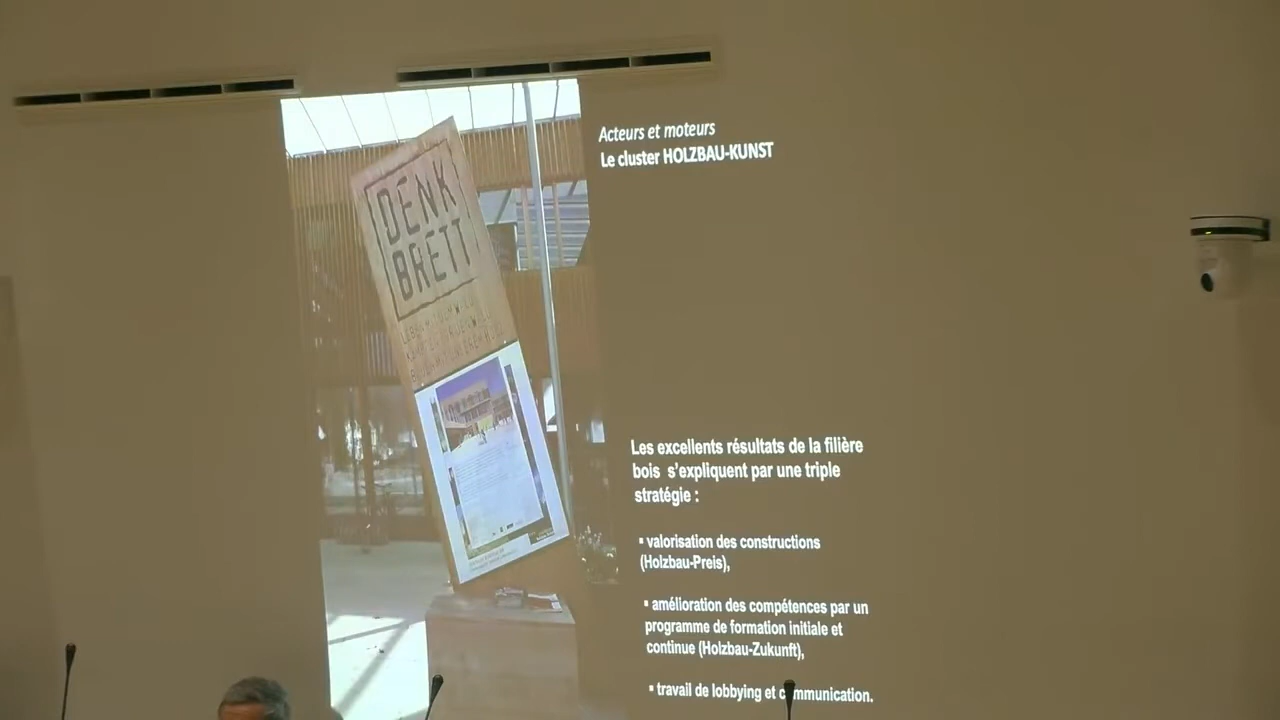 Acteurs et moteurs
Le cluster HOLZBAU-KUNST
DENK
BRETT
Les excellents résultats de la filière
bois s'expliquent par une triple
stratégie :
▪ valorisation des constructions
(Holzbau-Preis),
▪ amélioration des compétences par un
programme de formation initiale et
continue (Holzbau-Zukunft),
▪ travail de lobbying et communication.